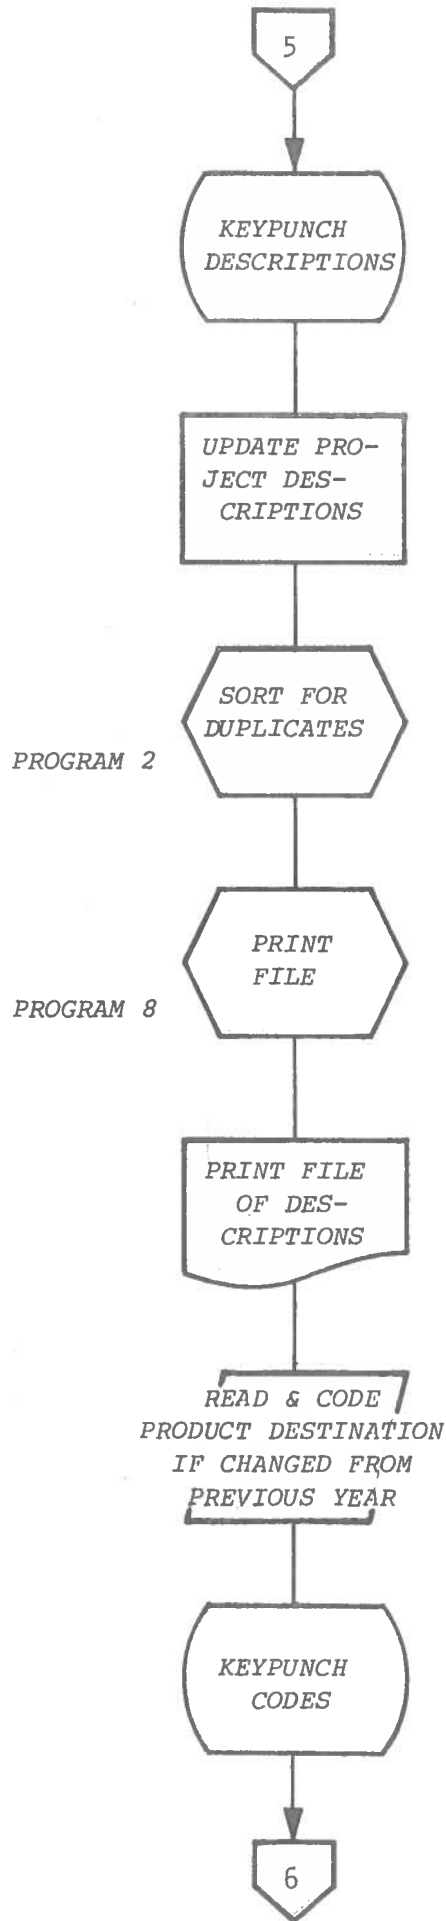 5
KEYPUNCH
DESCRIPTIONS
UPDATE PRO-
JECT DES-
CRIPTIONS
SORT FOR
DUPLICATES
PROGRAM 2
PRINT
FILE
PROGRAM 8
PRINT FILE
OF DES-
CRIPTIONS
READ & CODE
PRODUCT DESTINATION
IF CHANGED FROM
PREVIOUS YEAR
KEYPUNCH
CODES
6